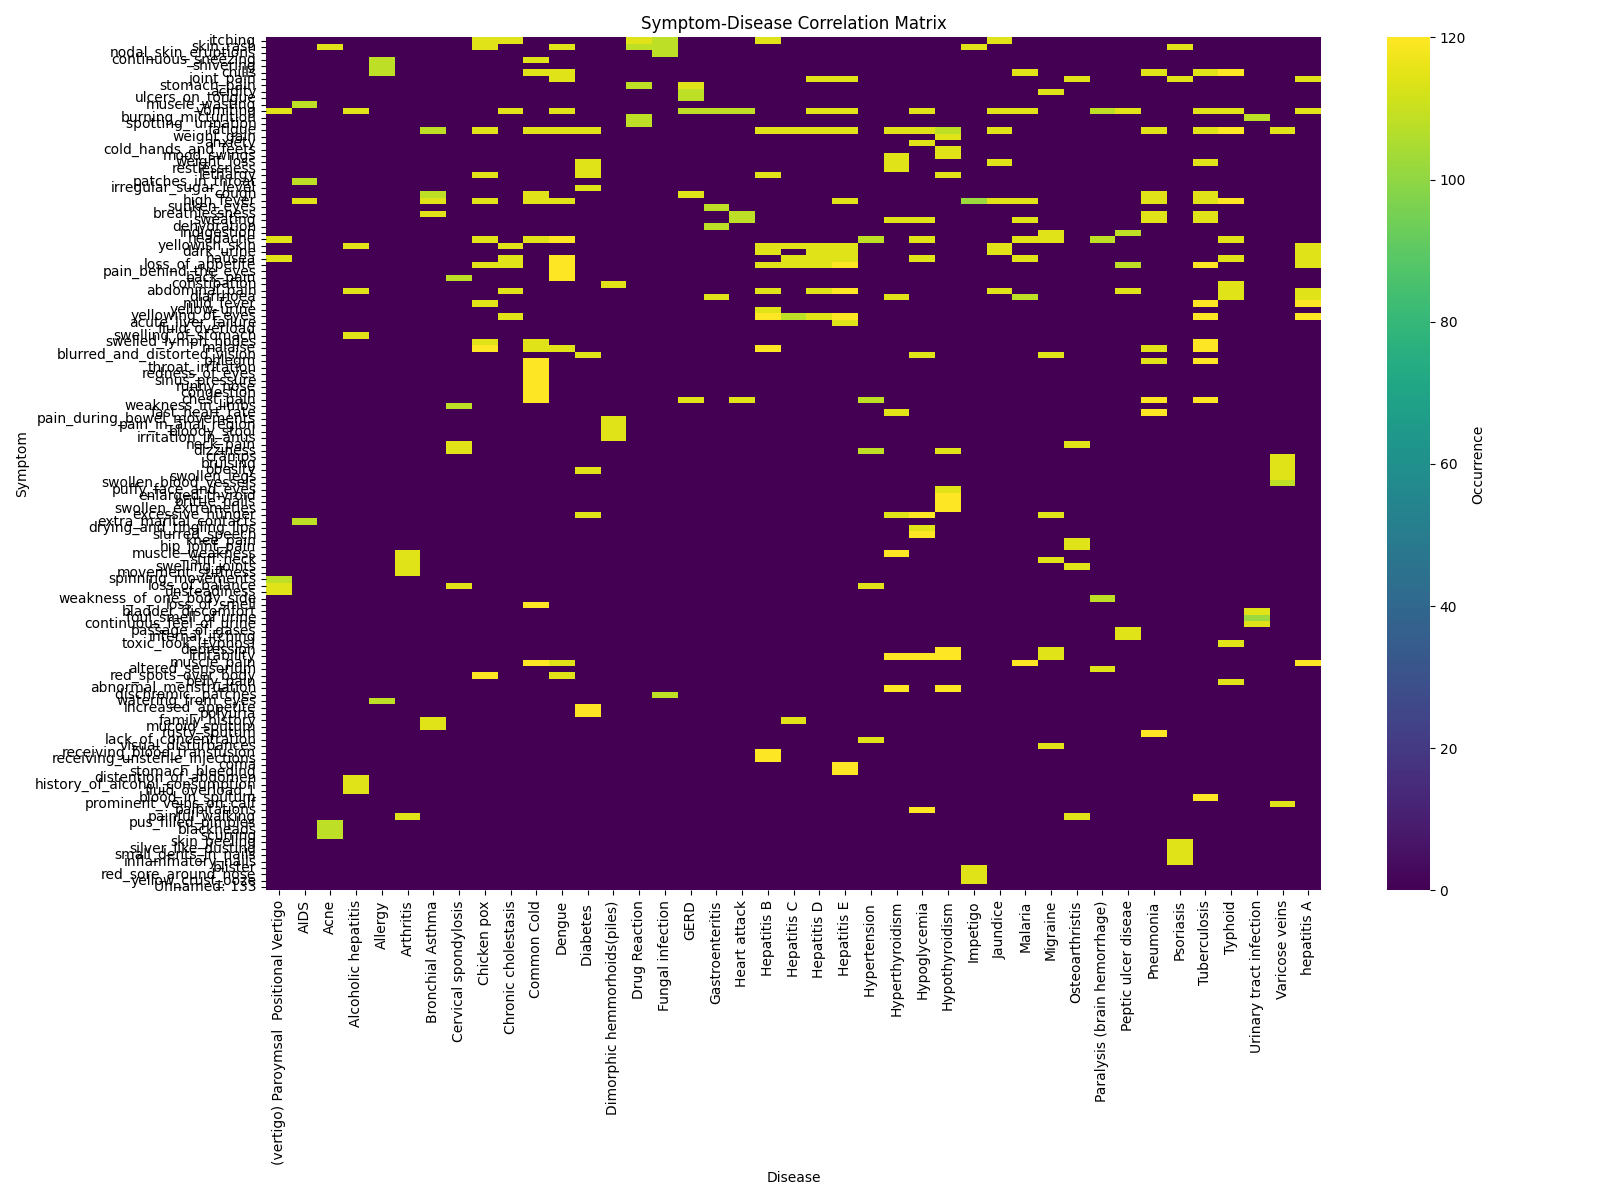 Symptom-Disease Correlation Matrix
Symptom
itching
skin_rash
nodal_skin_eruptions
continuous_sneezing
shivering
chills
joint_pain
stomach_pain
acidity
ulcers_on_tongue
muscle_wasting
vomiting
burning_micturition
spotting_ urination
fatigue
weight_gain
anxiety
cold_hands_and_feets
mood_swings
weight_loss
restlessness
lethargy
patches_in_throat
irregular_sugar_level
cough
high_fever
sunken_eyes
breathlessness
sweating
dehydration
indigestion
headache
yellowish_skin
dark_urine
nausea
loss_of_appetite
pain_behind_the_eyes
back_pain
constipation
abdominal_pain
diarrhoea
mild_fever
yellow_urine
yellowing_of_eyes
acute_liver_failure
fluid_overload
swelling_of_stomach
swelled_lymph_nodes
malaise
blurred_and_distorted_vision
phlegm
throat_irritation
redness_of_eyes
sinus_pressure
runny_nose
congestion
chest_pain
weakness_in_limbs
fast_heart_rate
pain_during_bowel_movements
pain_in_anal_region
bloody_stool
irritation_in_anus
neck_pain
dizziness
cramps
bruising
obesity
swollen_legs
swollen_blood_vessels
puffy_face_and_eyes
enlarged_thyroid
brittle_nails
swollen_extremeties
excessive_hunger
extra_marital_contacts
drying_and_tingling_lips
slurred_speech
knee_pain
hip_joint_pain
muscle_weakness
stiff_neck
swelling_joints
movement_stiffness
spinning_movements
loss_of_balance
unsteadiness
weakness_of_one_body_side
loss_of_smell
bladder_discomfort
foul_smell_of urine
continuous_feel_of_urine
passage_of_gases
internal_itching
toxic_look_(typhos)
depression
irritability
muscle_pain
altered_sensorium
red_spots_over_body
belly_pain
abnormal_menstruation
dischromic _patches
watering_from_eyes
increased_appetite
polyuria
family_history
mucoid_sputum
rusty_sputum
lack_of_concentration
visual_disturbances
receiving_blood_transfusion
receiving_unsterile_injections
coma
stomach_bleeding
distention_of_abdomen
history_of_alcohol_consumption
fluid_overload.1
blood_in_sputum
prominent_veins_on_calf
palpitations
painful_walking
pus_filled_pimples
blackheads
scurring
skin_peeling
silver_like_dusting
small_dents_in_nails
inflammatory_nails
blister
red_sore_around_nose
yellow_crust_ooze
Unnamed: 133
(vertigo) Paroymsal  Positional Vertigo
AIDS
Acne
Alcoholic hepatitis
Allergy
Arthritis
Bronchial Asthma
Cervical spondylosis
Chicken pox
Chronic cholestasis
Common Cold
Dengue
Diabetes
Dimorphic hemmorhoids(piles)
Drug Reaction
Fungal infection
GERD
Gastroenteritis
Heart attack
Hepatitis B
Hepatitis C
Hepatitis D
Hepatitis E
Hypertension
Hyperthyroidism
Hypoglycemia
Hypothyroidism
Impetigo
Jaundice
Malaria
Migraine
Osteoarthristis
Paralysis (brain hemorrhage)
Peptic ulcer diseae
Pneumonia
Psoriasis
Tuberculosis
Typhoid
Urinary tract infection
Varicose veins
hepatitis A
Disease
120
100
80
60
40
20
0
Occurrence